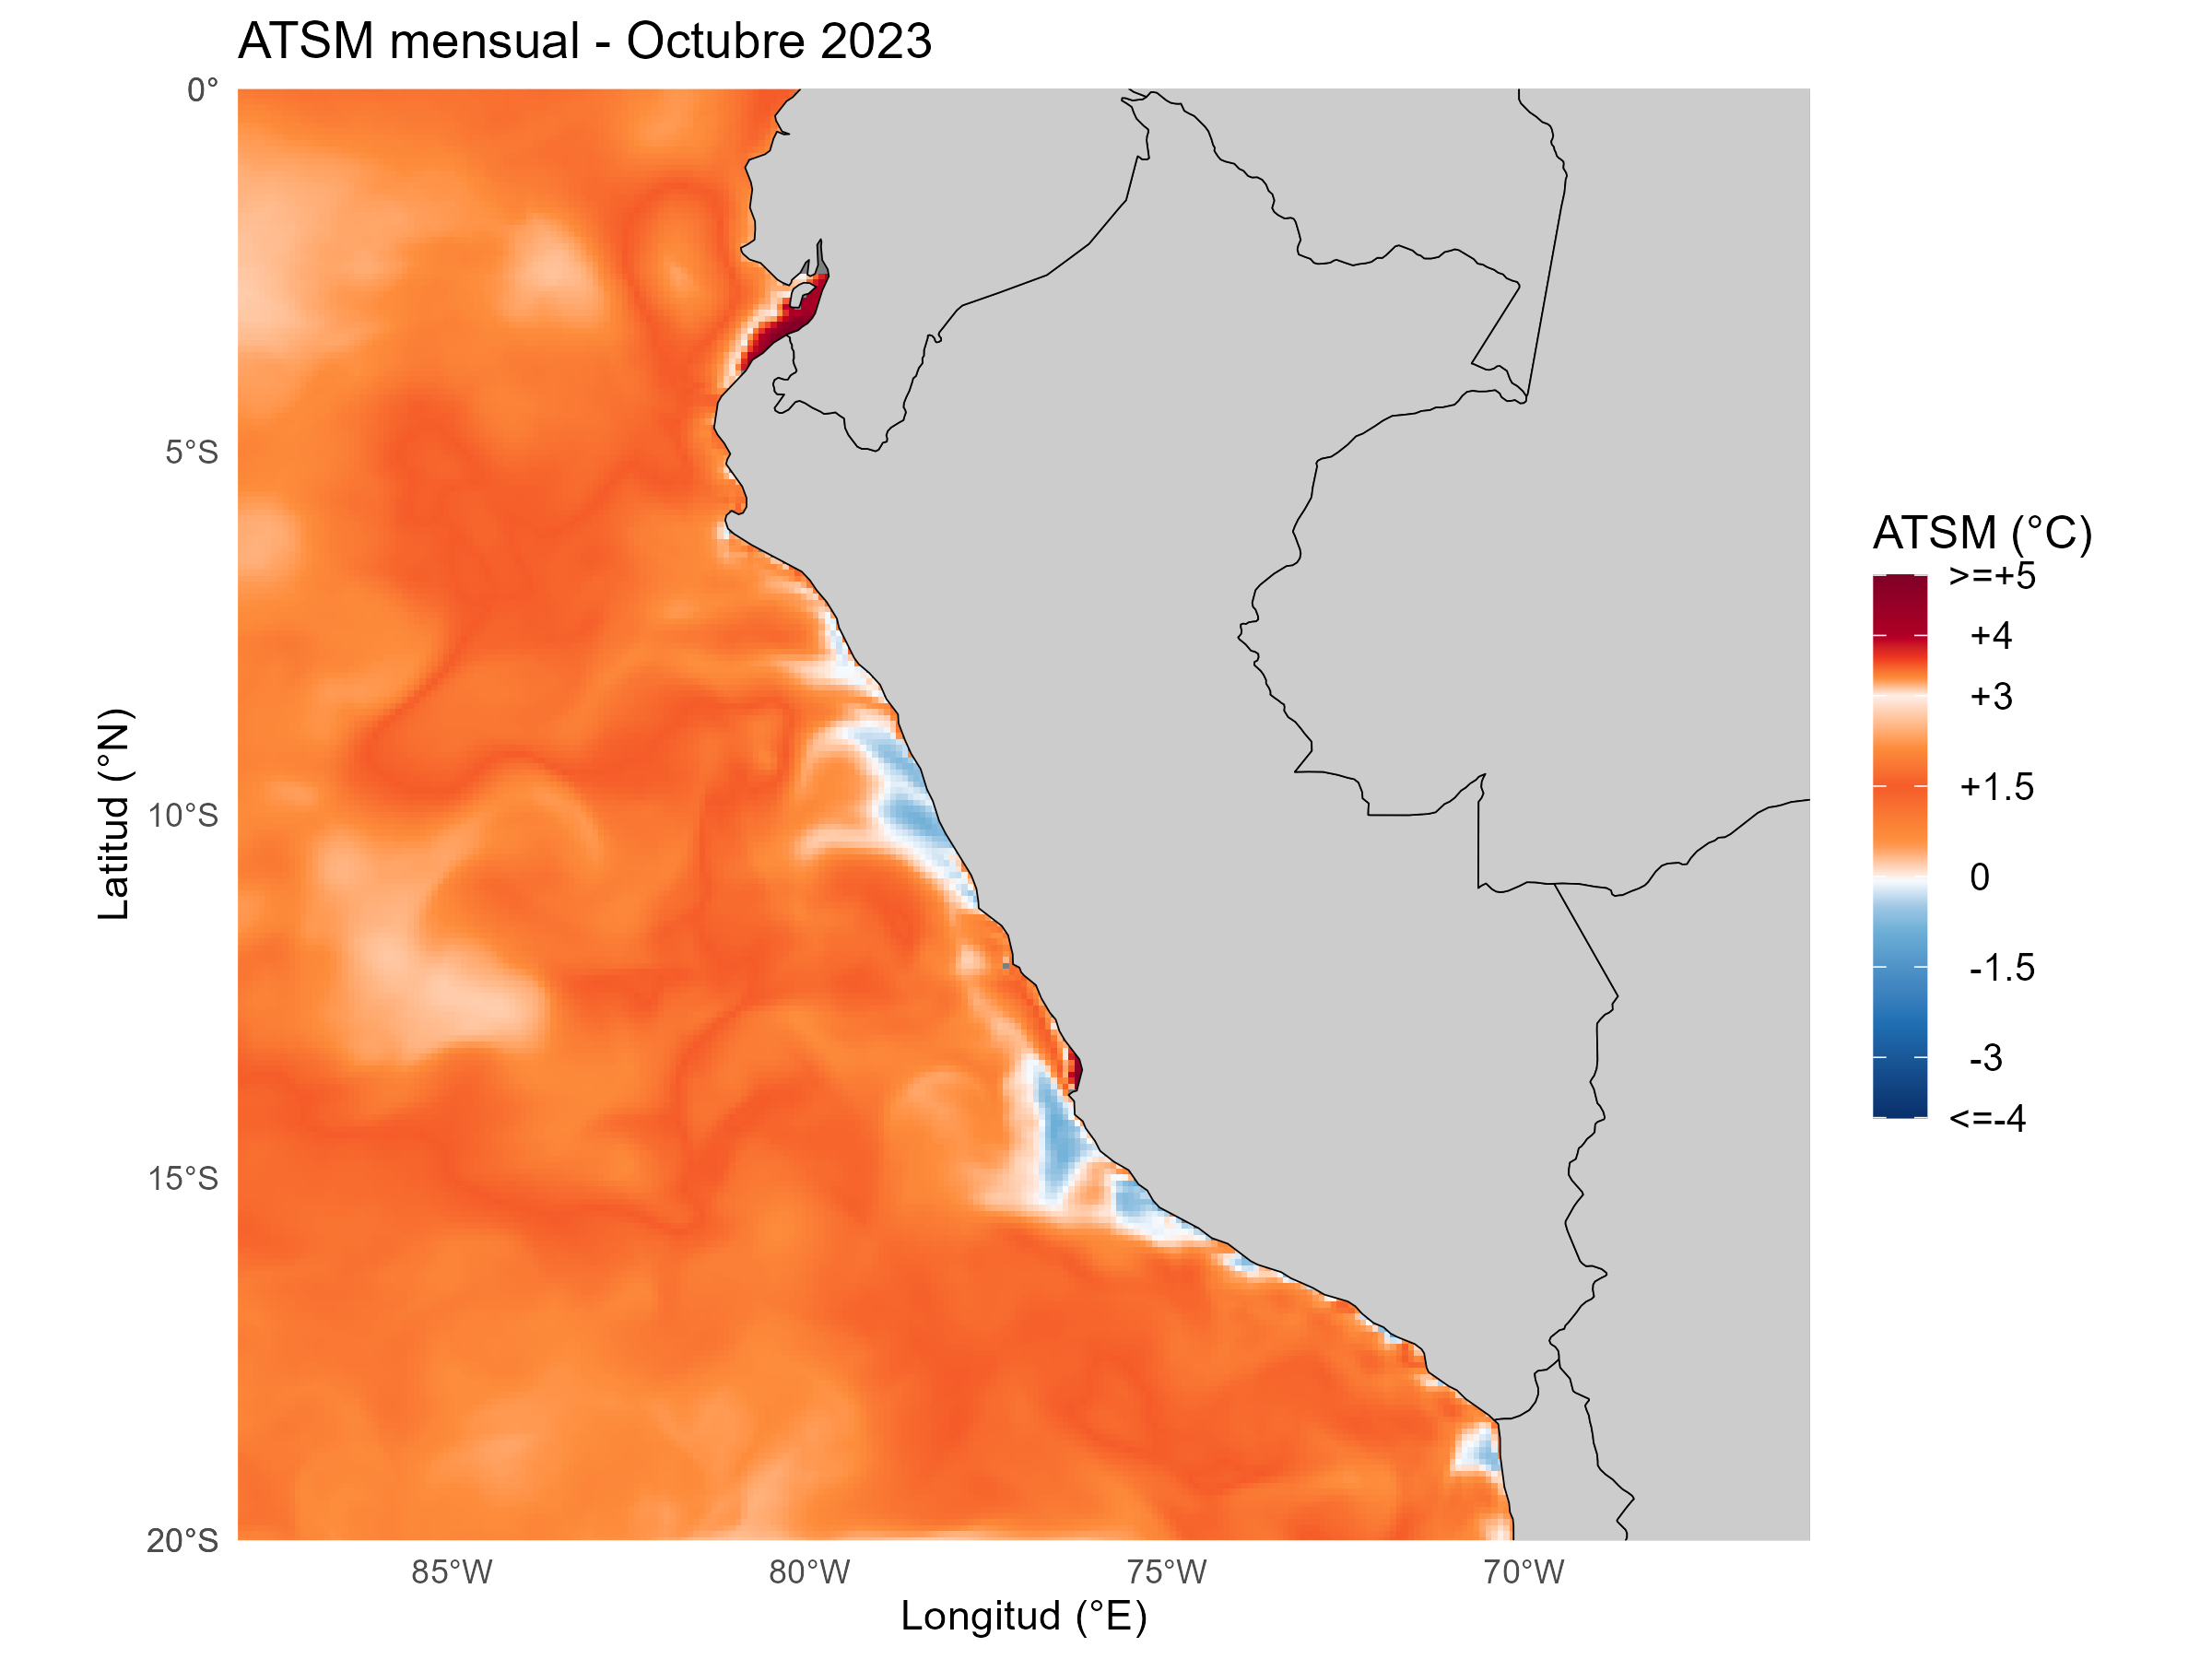 ATSM mensual - Octubre 2023
0°
5°S
10°S
15°S
20°S
Latitud (°N)
85°W
80°W
75°W
70°W
Longitud (°E)
ATSM (°C)
>=+5
+4
+3
+1.5
0
-1.5
-3
<=-4